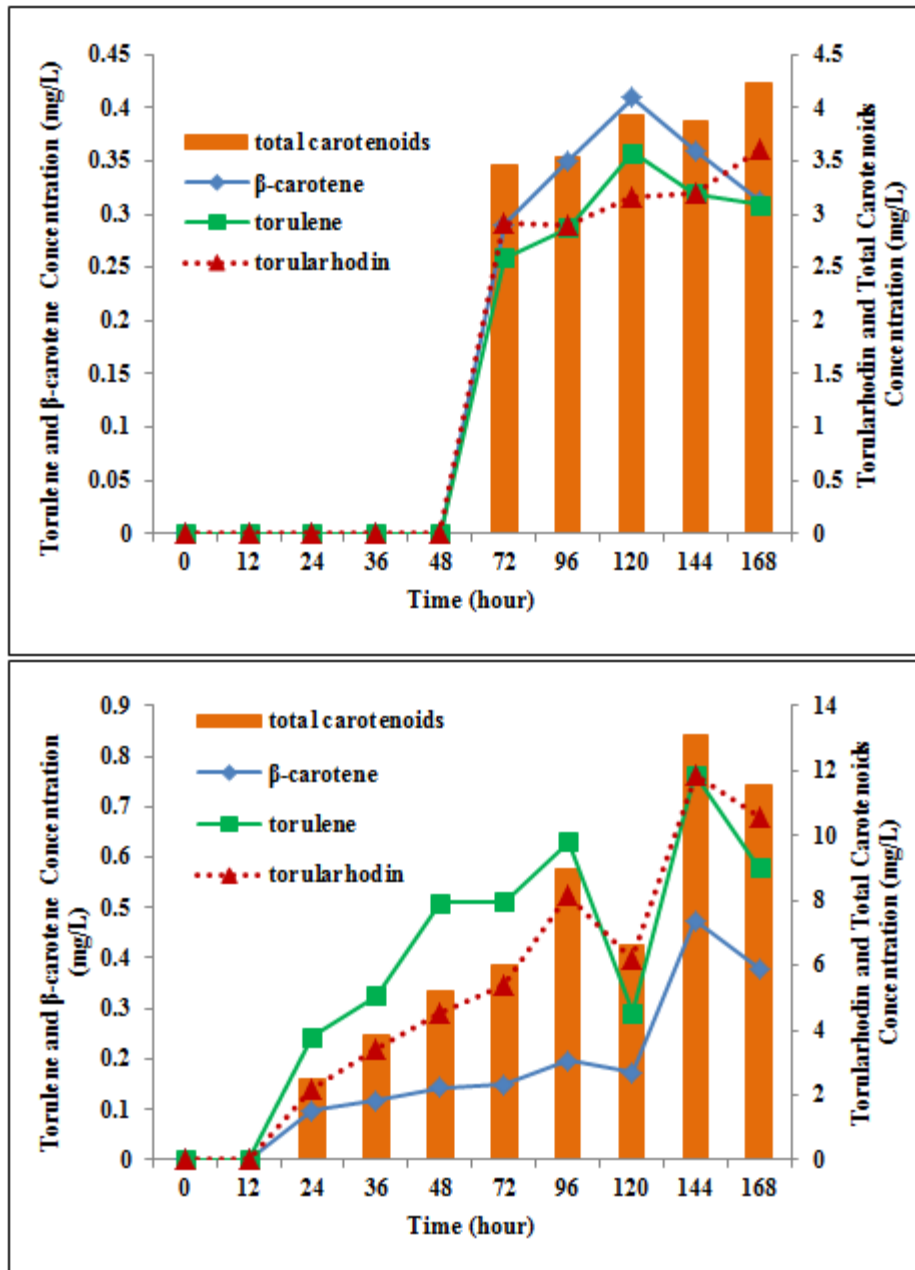 Torulene and β-carotene Concentration (mg/L)
0.45
0.4
0.35
0.3
0.25
0.2
0.15
0.1
0.05
0
total carotenoids
β-carotene
torulene
torularhodin
4.5
4
3.5
3
2.5
2
1.5
1
0.5
0
Torularhodin and Total Carotenoids
Concentration (mg/L)
0 12 24 36 48 72 96 120 144 168
Time (hour)
Torulene and β-carotene Concentration
(mg/L)
0.9
0.8
0.7
0.6
0.5
0.4
0.3
0.2
0.1
0
total carotenoids
β-carotene
torulene
torularhodin
14
12
10
8
6
4
2
0
Torularhodin and Total Carotenoids
Concentration (mg/L)
0 12 24 36 48 72 96 120 144 168
Time (hour)